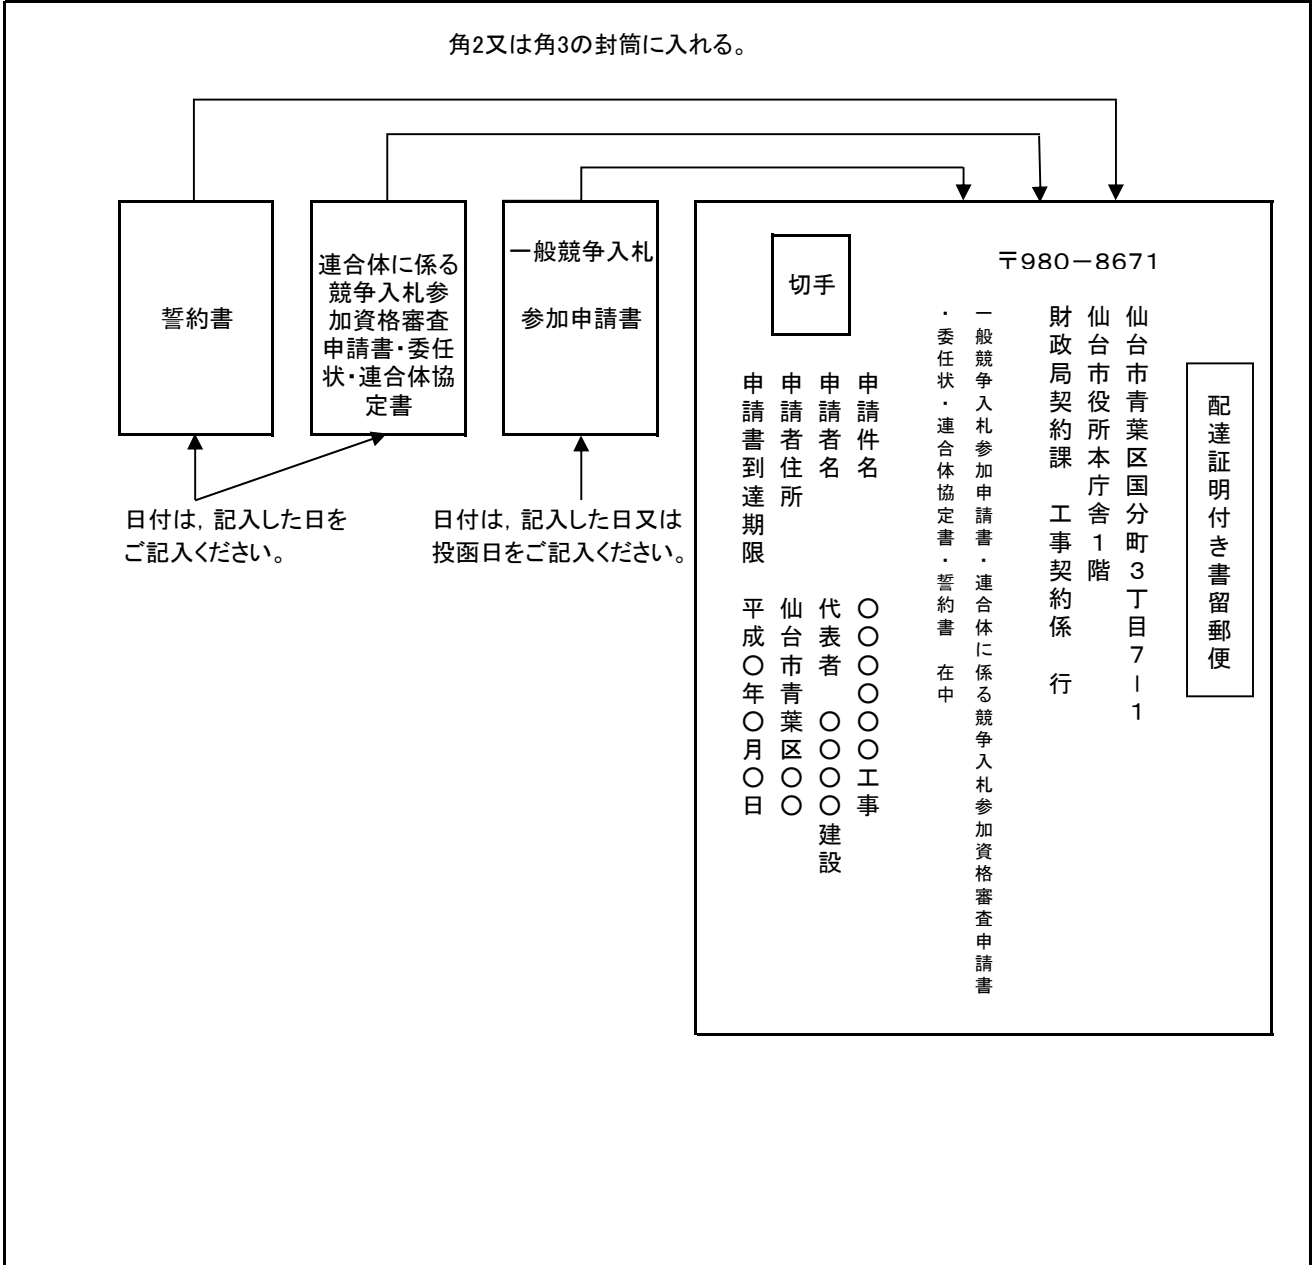 角2又は角3の封筒に入れる。
誓約書
連合体に係る
競争入札参
加資格審査
申請書・委任
状・連合体協
定書
一般競争入札
参加申請書
日付は，記入した日を
ご記入ください。
日付は，記入した日又は
投函日をご記入ください。
切手
〒980－8671
配達証明付き書留郵便
仙台市青葉区国分町３丁目７－１
仙台市役所本庁舎１階
財政局契約課　工事契約係　行
一般競争入札参加申請書・連合体に係る競争入札参加資格審査申請書
・委任状・連合体協定書・誓約書　在中
申請件名　〇〇〇〇〇〇工事
申請者名　代表者　〇〇〇〇建設
申請者住所　仙台市青葉区〇〇
申請書到達期限　平成〇年〇月〇日